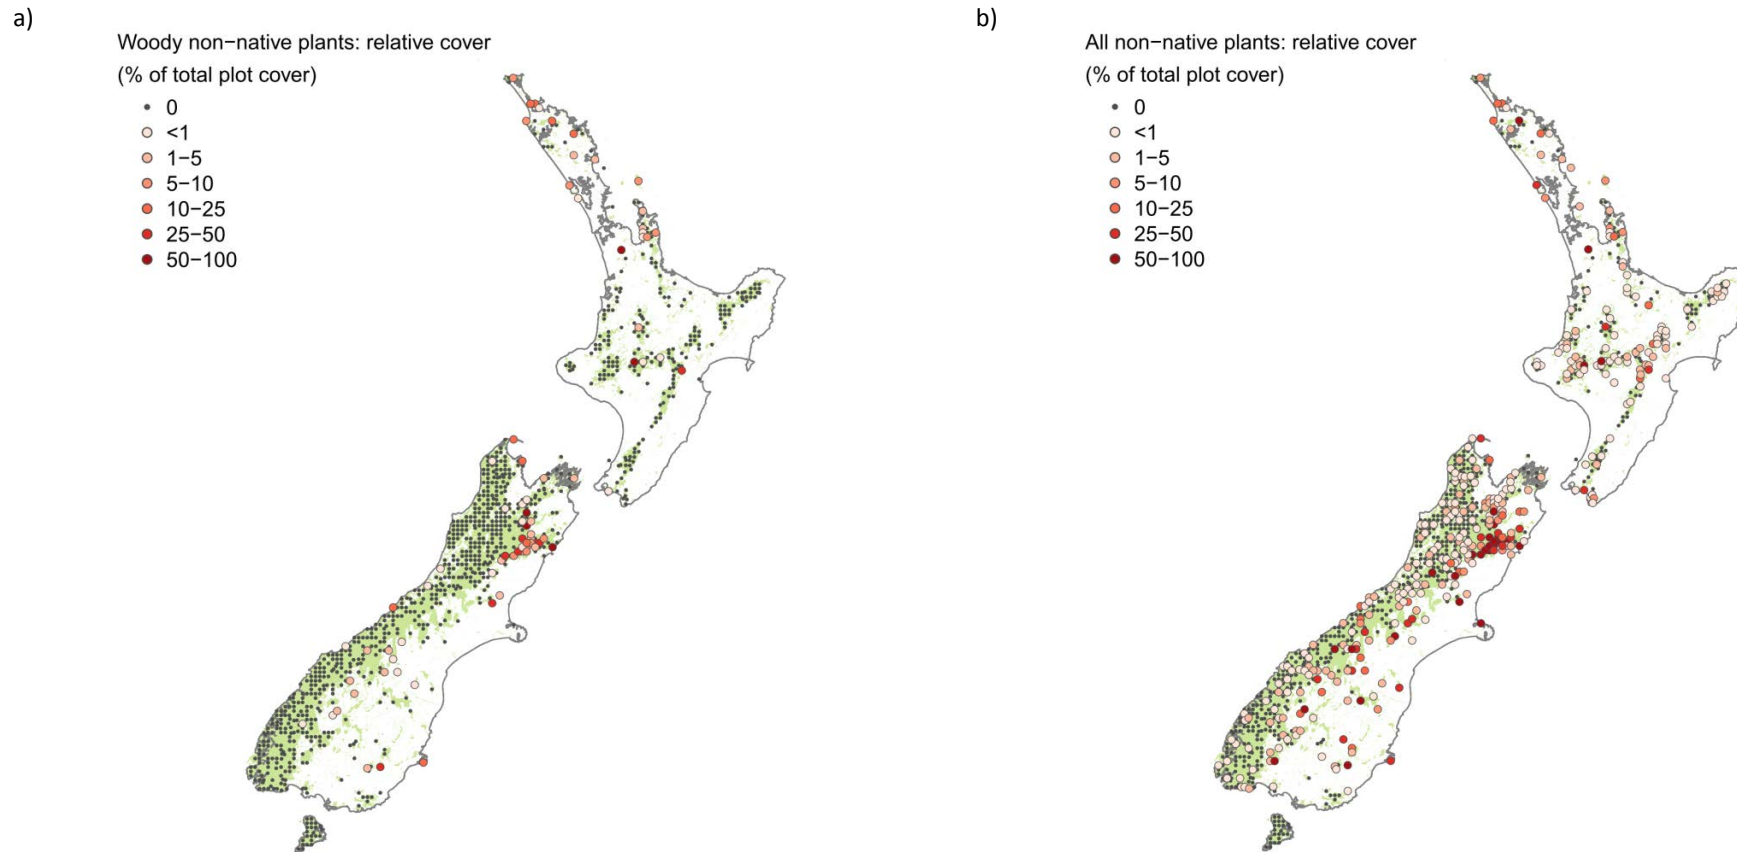 a)
Woody non−native plants: relative cover
(% of total plot cover)
0
<1
1−5
5−10
10−25
25−50
50−100
b)
All non−native plants: relative cover
(% of total plot cover)
0
<1
1−5
5−10
10−25
25−50
50−100